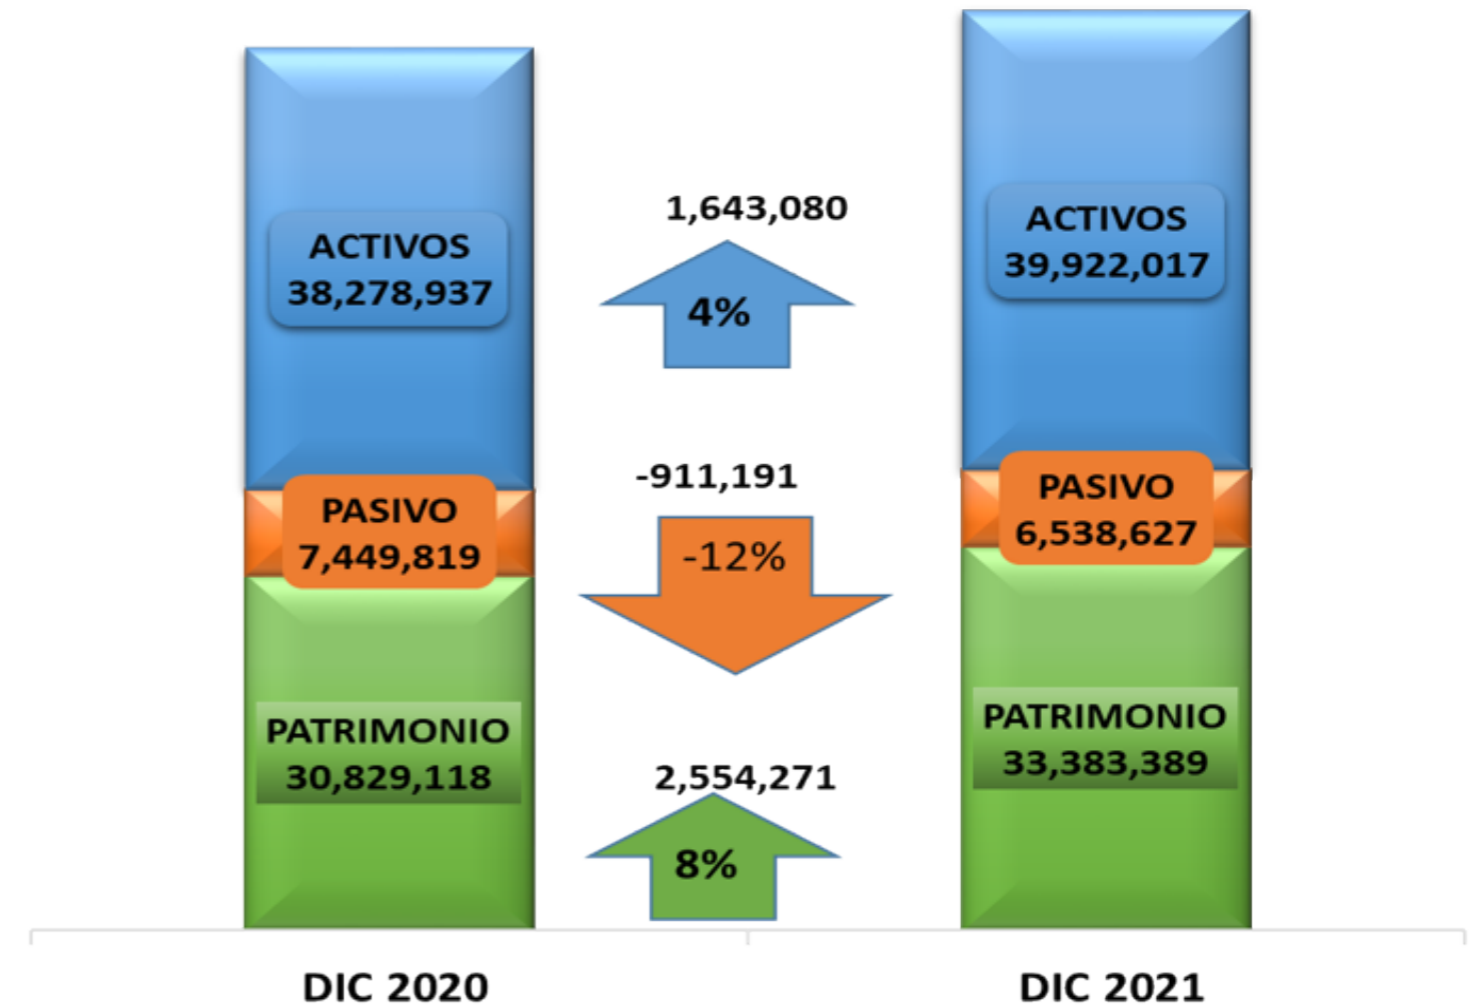 ACTIVOS
38,278,937
PASIVO
7,449,819
PATRIMONIO
30,829,118
1,643,080
4%
-911,191
-12%
2,554,271
8%
ACTIVOS
39,922,017
PASIVO
6,538,627
PATRIMONIO
33,383,389
DIC 2020
DIC 2021